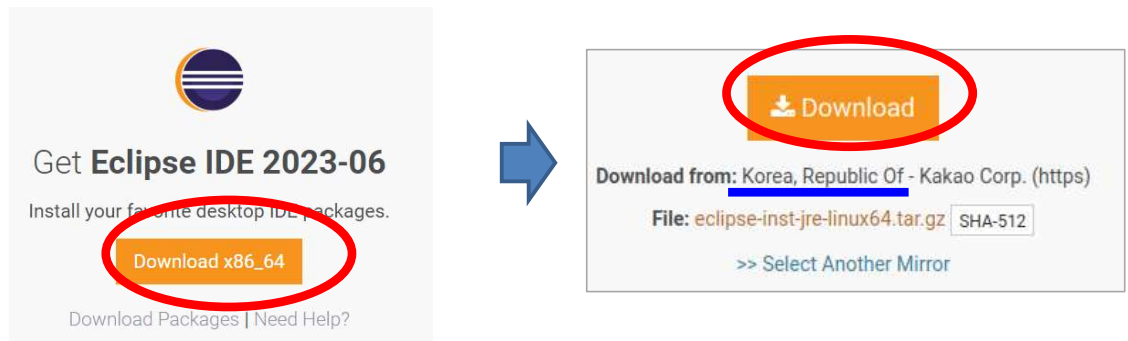 Get Eclipse IDE 2023-06
Install your favorite desktop IDE packages.
Download x86_64
Download Packages | Need Help?
Download
Download from: Korea, Republic Of - Kakao Corp. (https)
File: eclipse-inst-jre-linux64.tar.gz SHA-512
>> Select Another Mirror